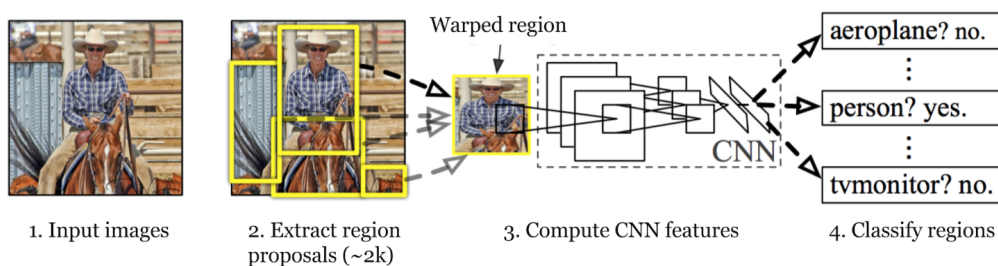 Warped region
aeroplane? no.
person? yes.
CNN
tvmonitor? no.
1. Input images
2. Extract region
proposals (~2k)
3. Compute CNN features
4. Classify regions